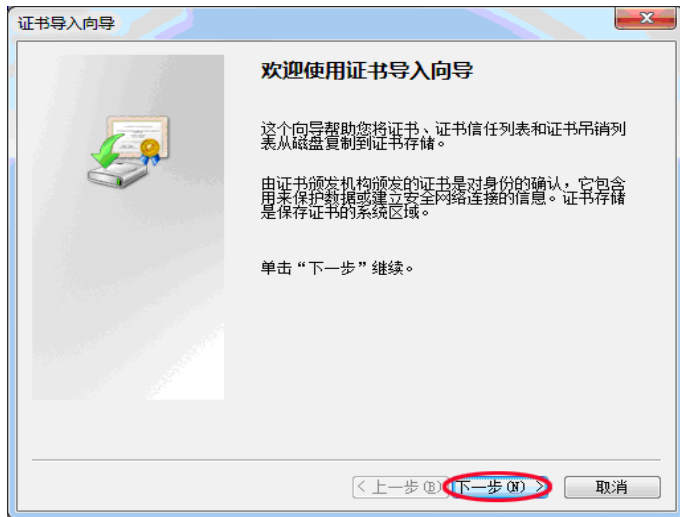 证书导入向导
欢迎使用证书导入向导
这个向导帮助您将证书、证书信任列表和证书吊销列
表从磁盘复制到证书存储。
由证书颁发机构颁发的证书是对身份的确认，它包含
用来保护数据或建立安全网络连接的信息。证书存储
是保存证书的系统区域。
单击“下一步”继续。
< 上一步(B) 下一步(N) > 取消